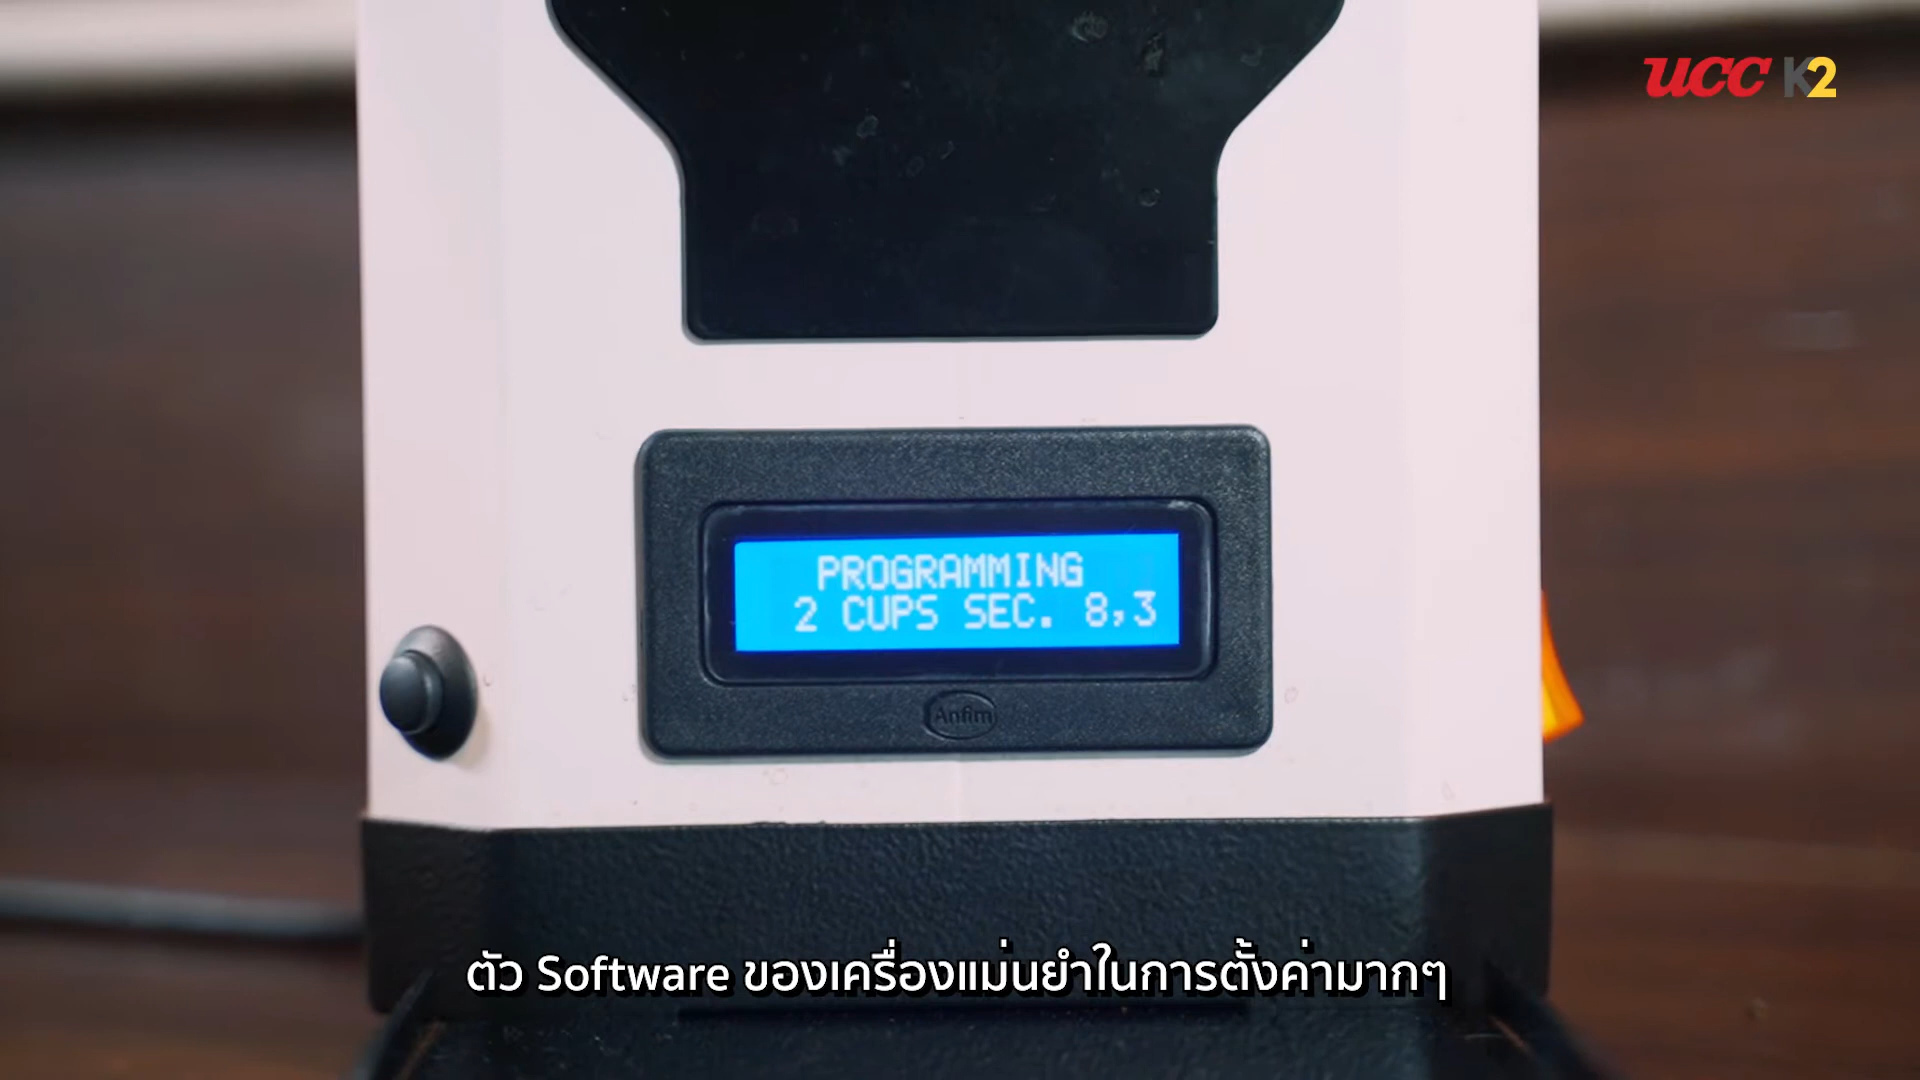 UCC K2
PROGRAMMING
2 CUPS SEC. 8,3
Anfim
ตัว Software ของเครื่องแม่นยำในการตั้งค่ามากๆ